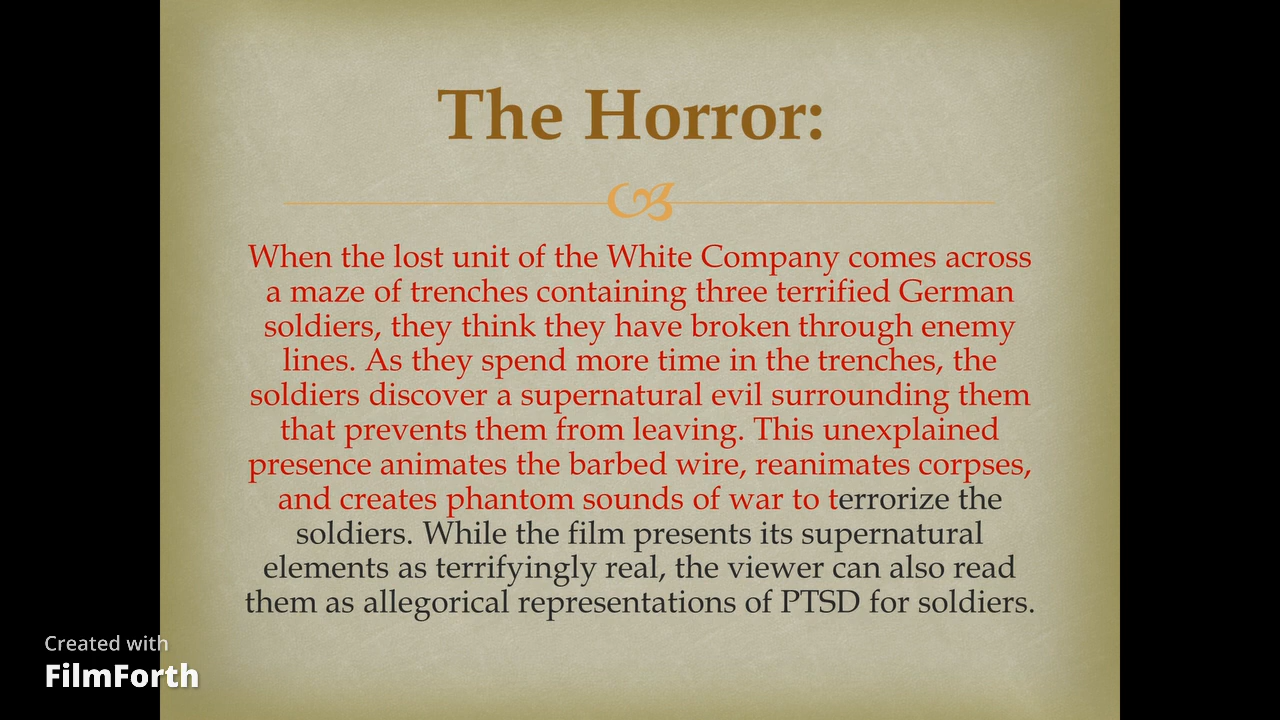 The Horror:
When the lost unit of the White Company comes across
a maze of trenches containing three terrified German
soldiers, they think they have broken through enemy
lines. As they spend more time in the trenches, the
soldiers discover a supernatural evil surrounding them
that prevents them from leaving. This unexplained
presence animates the barbed wire, reanimates corpses,
and creates phantom sounds of war to terrorize the
soldiers. While the film presents its supernatural
elements as terrifyingly real, the viewer can also read
them as allegorical representations of PTSD for soldiers.
Created with
FilmForth